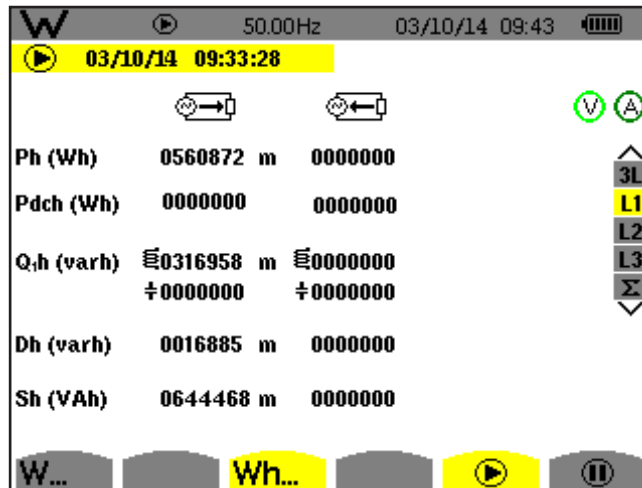 W 50.00Hz 03/10/14 09:43
03/10/14 09:33:28
V A
Ph (Wh) 0560872 m 0000000
3L
Pdch (Wh) 0000000 0000000
L1
L2
Q₁h (varh) 0316958 m 0000000
L3
0000000 0000000
Σ
Dh (varh) 0016885 m 0000000
Sh (VAh) 0644468 m 0000000
W... Wh...